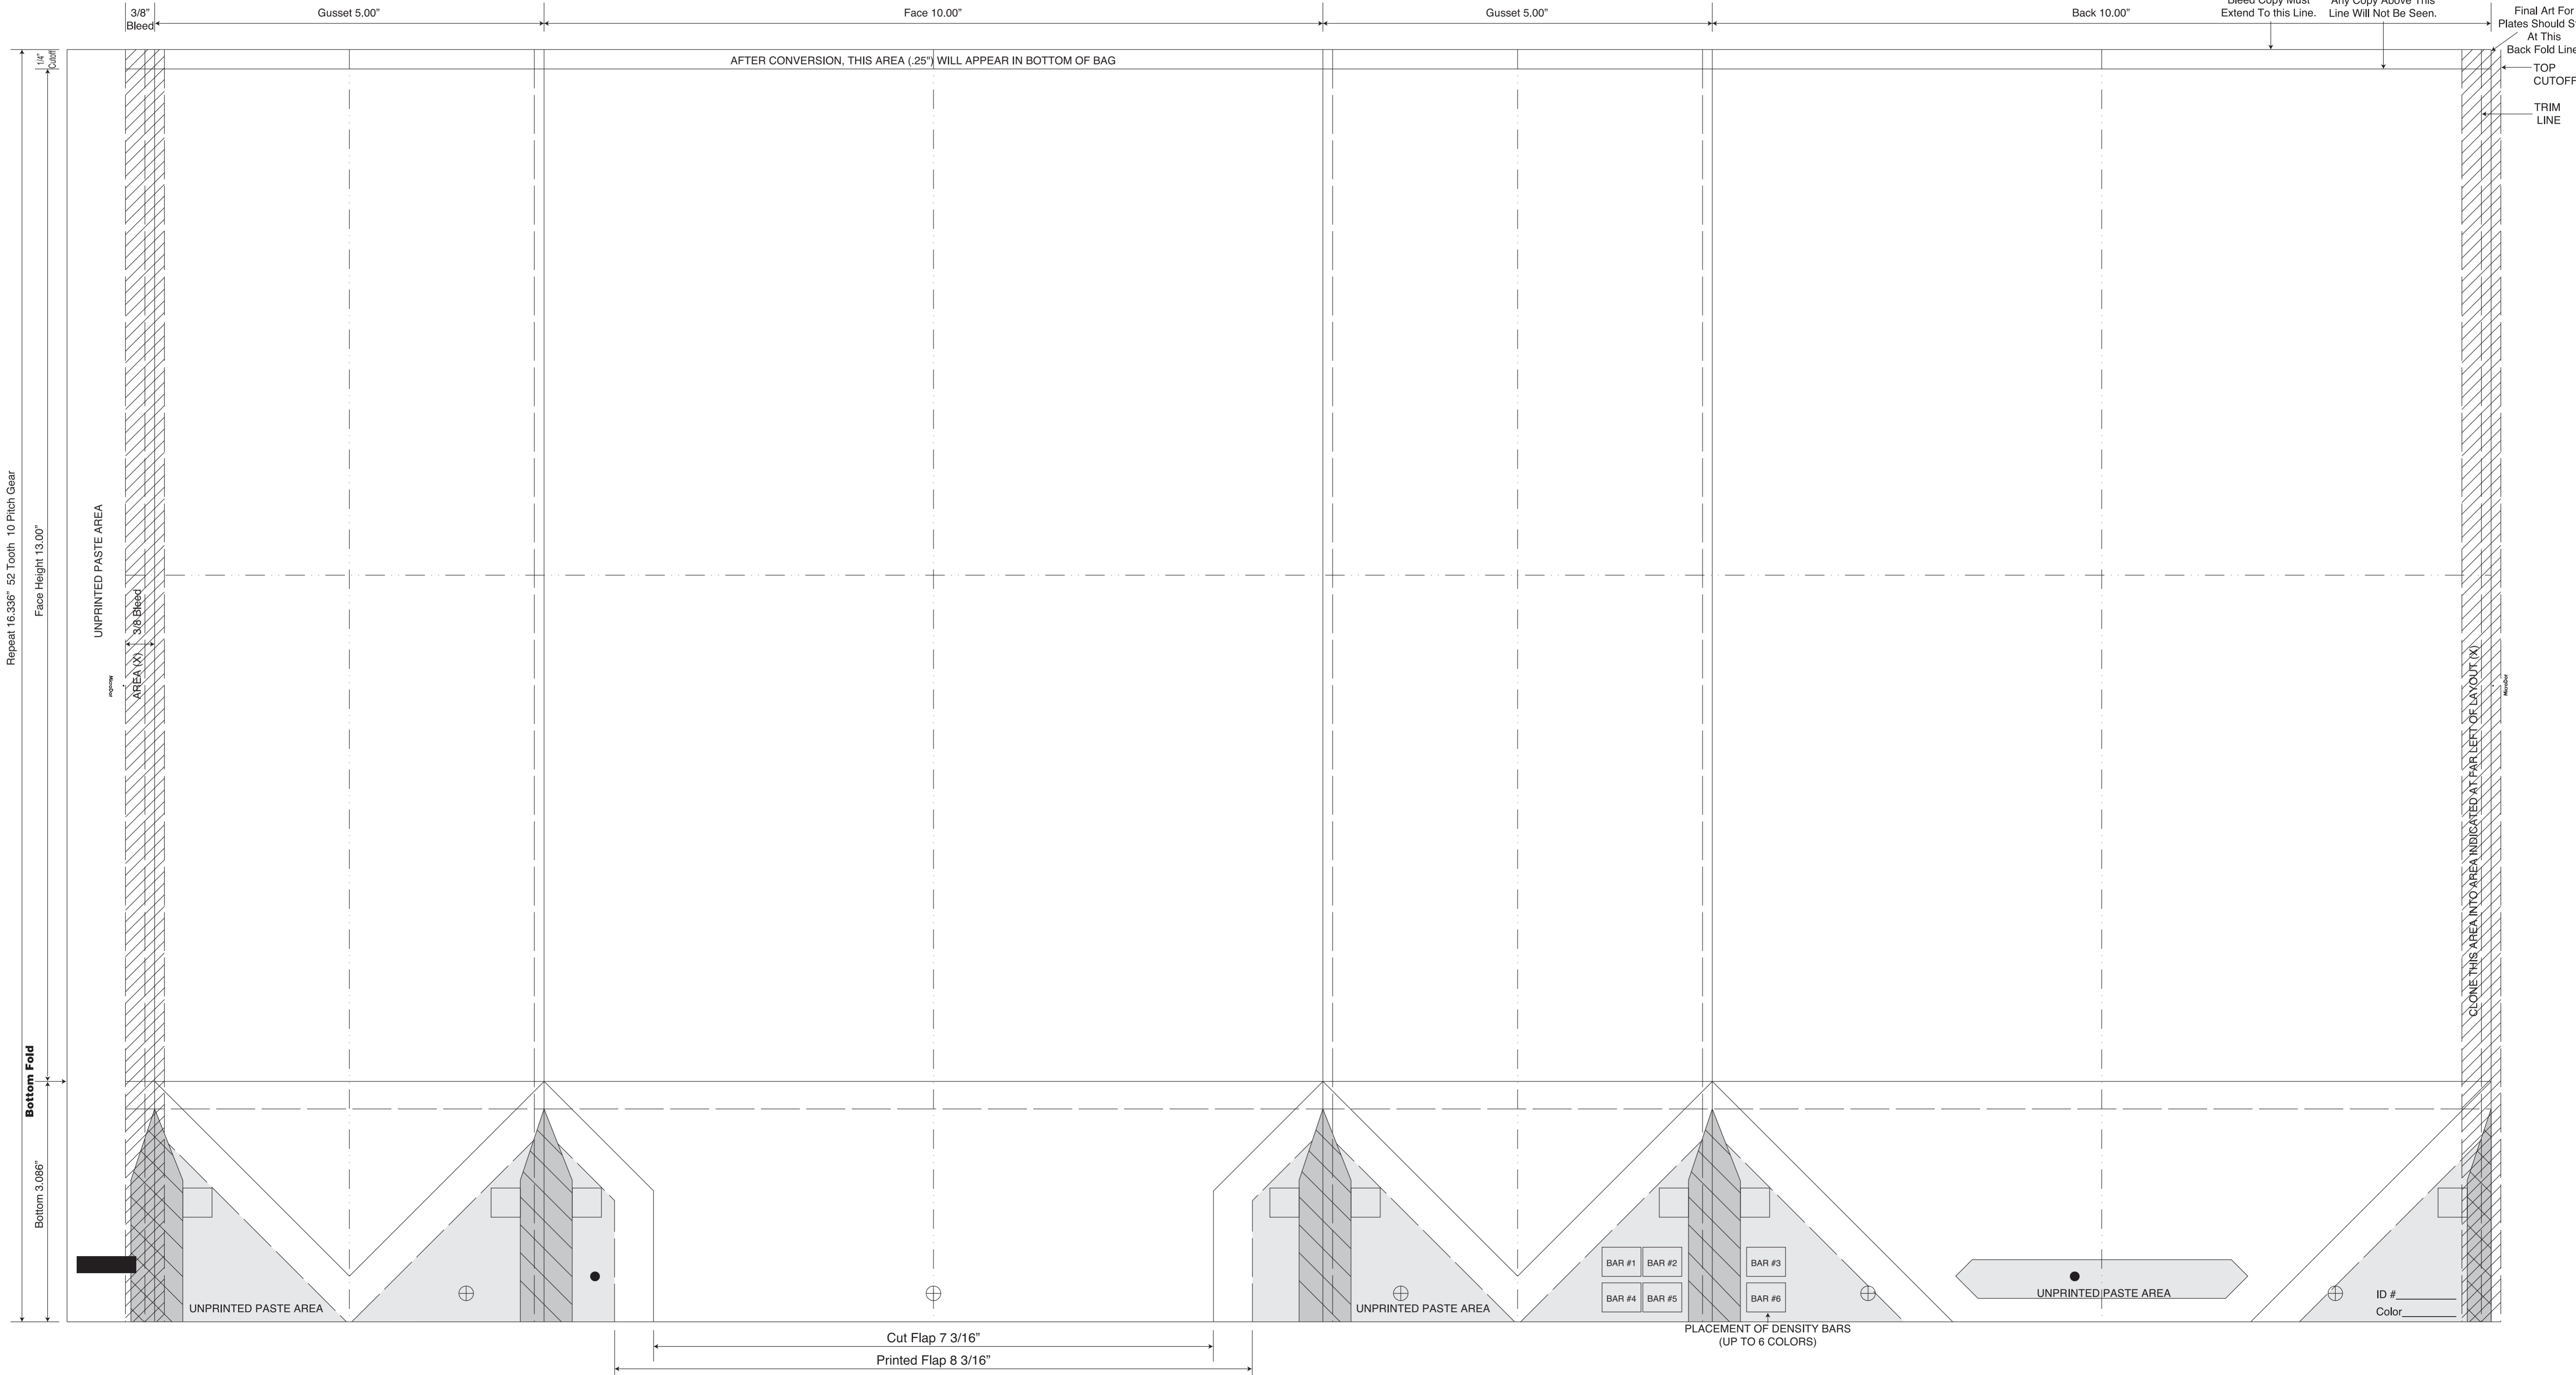 3/8"
Bleed
Gusset 5.00"
Face 10.00"
Gusset 5.00"
Bleed Copy Must
Extend To this Line.
Any Copy Above This
Line Will Not Be Seen.
Back 10.00"
Final Art For
Plates Should S
At This
Back Fold Line
TOP
CUTOFF
TRIM
LINE
1/4"
Cutoff
AFTER CONVERSION, THIS AREA (.25") WILL APPEAR IN BOTTOM OF BAG
Repeat 16.336" 52 Tooth 10 Pitch Gear
Face Height 13.00"
UNPRINTED PASTE AREA
AREA (X) 3/8 Bleed
CLONE THIS AREA INTO AREA INDICATED AT FAR LEFT OF LAYOUT (X)
Bottom Fold
Bottom 3.086"
UNPRINTED PASTE AREA
UNPRINTED PASTE AREA
BAR #1
BAR #2
BAR #3
BAR #4
BAR #5
BAR #6
UNPRINTED PASTE AREA
ID #
Color
PLACEMENT OF DENSITY BARS
(UP TO 6 COLORS)
Cut Flap 7 3/16"
Printed Flap 8 3/16"